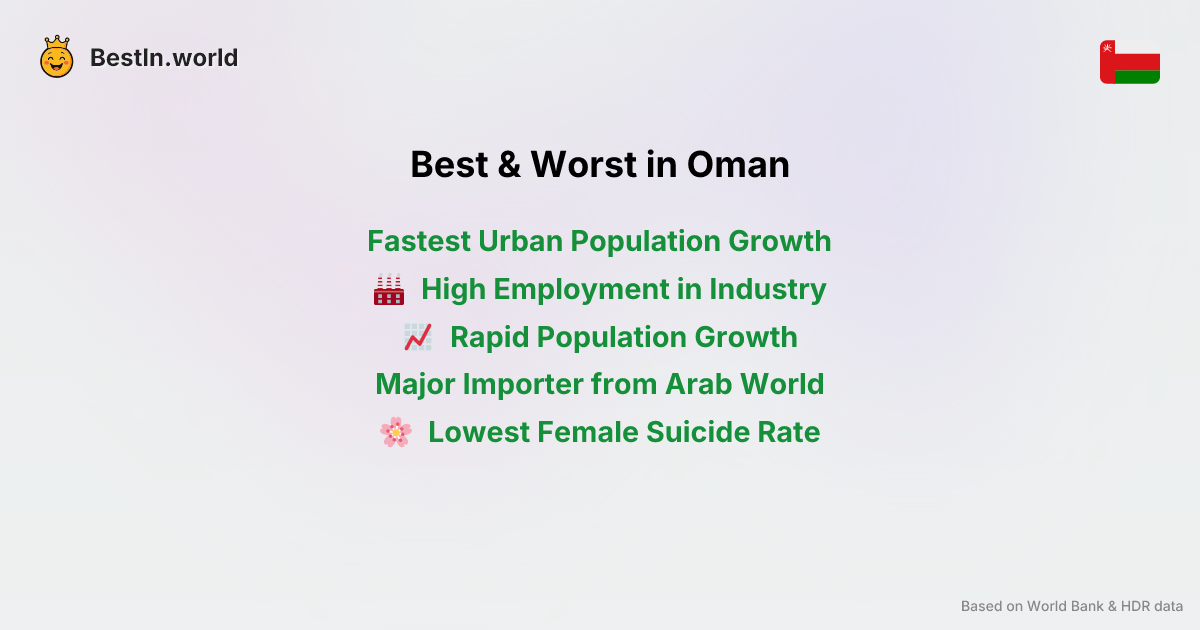 BestIn.world
Best & Worst in Oman
Fastest Urban Population Growth
High Employment in Industry
Rapid Population Growth
Major Importer from Arab World
Lowest Female Suicide Rate
Based on World Bank & HDR data